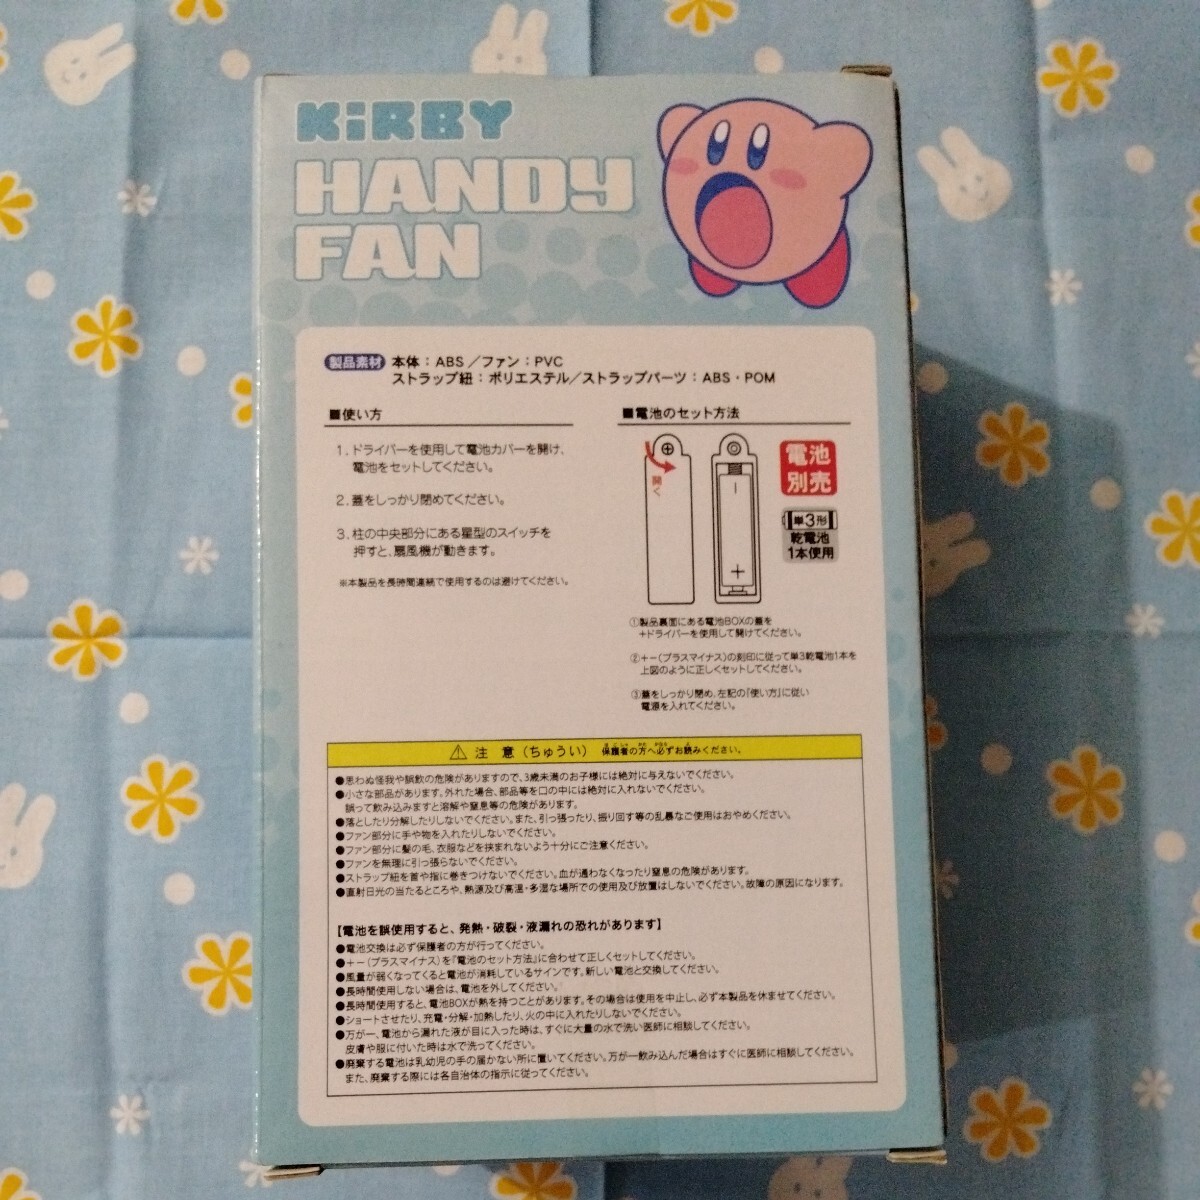 KiRBY
HANDY
FAN
製品素材 本体：ABS／ファン：PVC
ストラップ紐：ポリエステル／ストラップパーツ：ABS・POM
■使い方
1. ドライバーを使用して電池カバーを開け、
電池をセットしてください。
2. 蓋をしっかり閉めてください。
3. 柱の中央部分にある星型のスイッチを
押すと、扇風機が動きます。
※本製品を長時間連続で使用するのは避けてください。
■電池のセット方法
開く
電池
別売
単3形
乾電池
1本使用
①製品裏面にある電池BOXの蓋を
+ドライバーを使用して開けてください。
②+-(プラスマイナス)の刻印に従って単3乾電池1本を
上図のように正しくセットしてください。
③蓋をしっかり閉め、左記の「使い方」に従い
電源を入れてください。
⚠ 注 意（ちゅうい） 保護者の方へ必ずお読みください。
●思わぬ怪我や誤飲の危険がありますので、3歳未満のお子様には絶対に与えないでください。
●小さな部品があります。外れた場合、部品等を口の中には絶対に入れないでください。
誤って飲み込みますと溶解や窒息等の危険があります。
●落としたり分解したりしないでください。また、引っ張ったり、振り回す等の乱暴なご使用はおやめください。
●ファン部分に手や物を入れたりしないでください。
●ファン部分に髪の毛、衣服などを挟まれないよう十分にご注意ください。
●ファンを無理に引っ張らないでください。
●ストラップ紐を首や指に巻きつけないでください。血が通わなくなったり窒息の危険があります。
●直射日光の当たるところや、熱源及び高温・多湿な場所での使用及び放置はしないでください。故障の原因になります。
【電池を誤使用すると、発熱・破裂・液漏れの恐れがあります】
●電池交換は必ず保護者の方が行ってください。
●+-(プラスマイナス)を「電池のセット方法」に合わせて正しくセットしてください。
●風量が弱くなってくると電池が消耗しているサインです。新しい電池と交換してください。
●長時間使用しない場合は、電池を外してください。
●長時間使用すると、電池BOXが熱を持つことがあります。その場合は使用を中止し、必ず本製品を休ませてください。
●ショートさせたり、充電・分解・加熱したり、火の中に入れたりしないでください。
●万が一、電池から漏れた液が目に入った時は、すぐに大量の水で洗い医師に相談してください。
皮膚や服に付いた時は水で洗ってください。
●廃棄する電池は乳幼児の手の届かない所に置いてください。万が一飲み込んだ場合はすぐに医師に相談してください。
また、廃棄する際には各自治体の指示に従ってください。